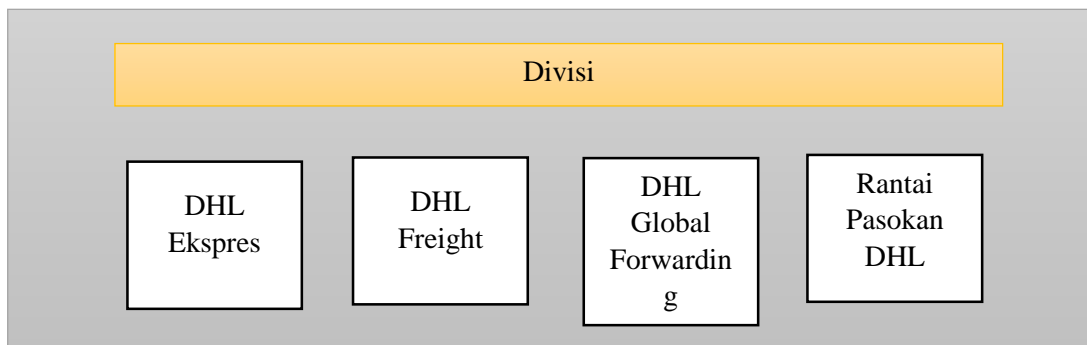 Divisi
DHL
Ekspres
DHL
Freight
DHL
Global
Forwardin
g
Rantai
Pasokan
DHL